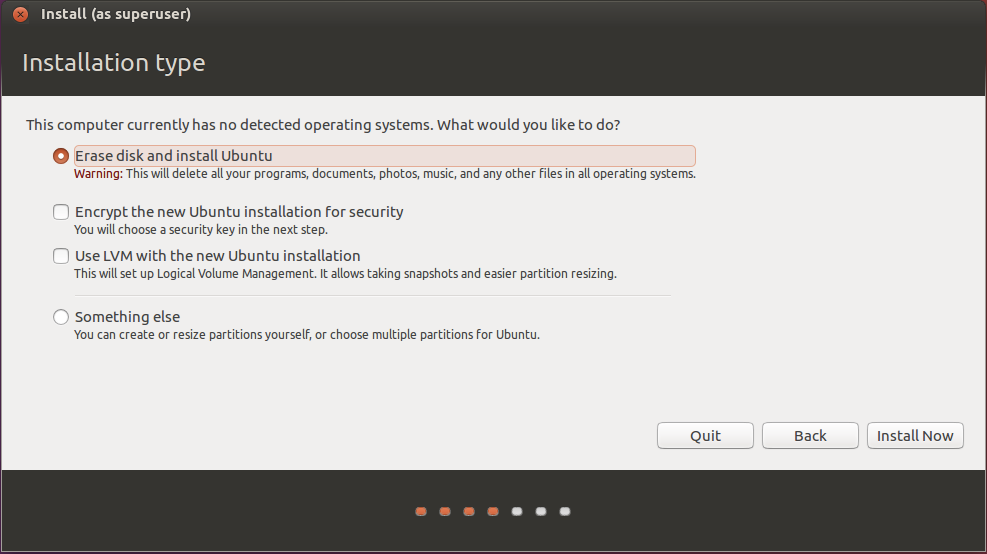 Install (as superuser)
Installation type
This computer currently has no detected operating systems. What would you like to do?
Erase disk and install Ubuntu
Warning: This will delete all your programs, documents, photos, music, and any other files in all operating systems.
Encrypt the new Ubuntu installation for security
You will choose a security key in the next step.
Use LVM with the new Ubuntu installation
This will set up Logical Volume Management. It allows taking snapshots and easier partition resizing.
Something else
You can create or resize partitions yourself, or choose multiple partitions for Ubuntu.
Quit
Back
Install Now